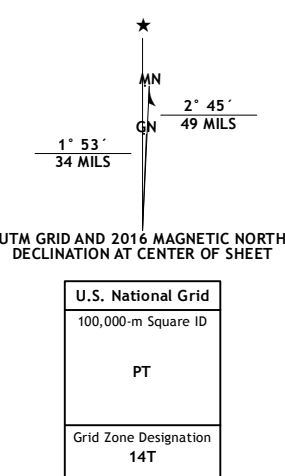 ★
MN
GN
2° 45´
49 MILS
1° 53´
34 MILS
UTM GRID AND 2016 MAGNETIC NORTH
DECLINATION AT CENTER OF SHEET
U.S. National Grid
100,000-m Square ID
PT
Grid Zone Designation
14T